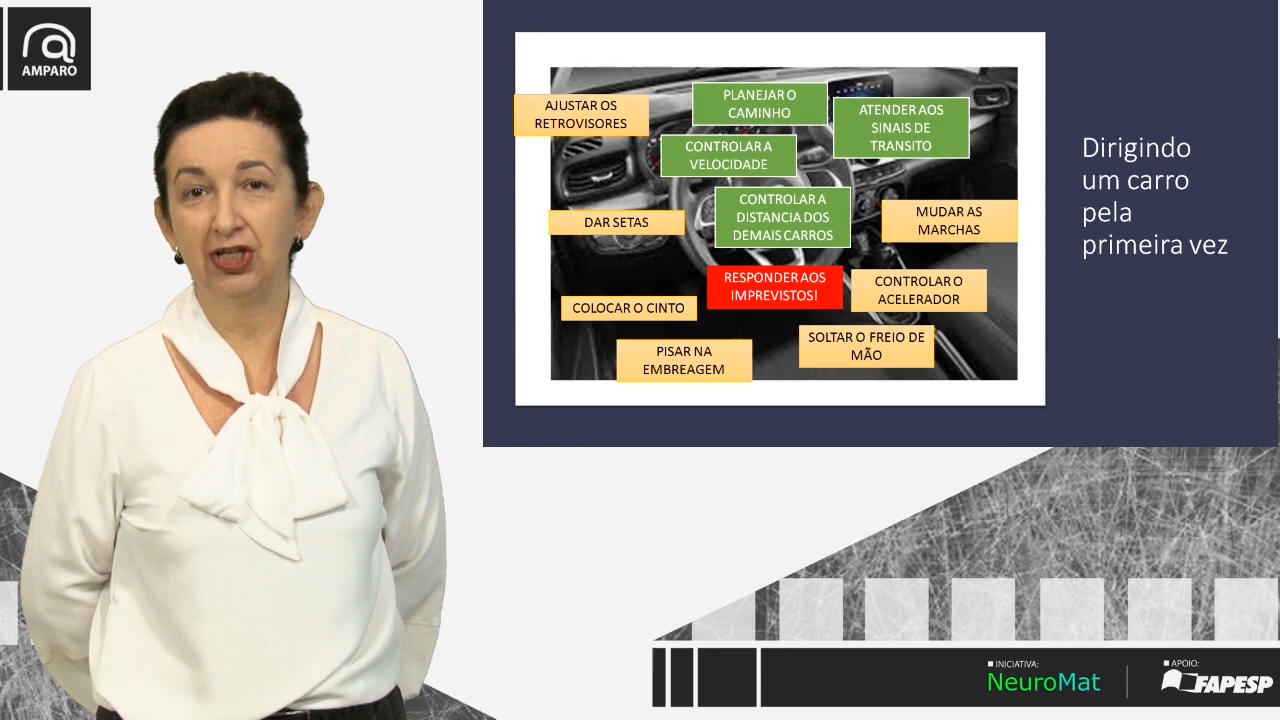 AMPARO
AJUSTAR OS
RETROVISORES
PLANEJAR O
CAMINHO
ATENDER AOS
SINAIS DE
TRANSITO
CONTROLAR A
VELOCIDADE
CONTROLAR A
DISTANCIA DOS
DEMAIS CARROS
DAR SETAS
MUDAR AS
MARCHAS
RESPONDER AOS
IMPREVISTOS!
CONTROLAR O
ACELERADOR
COLOCAR O CINTO
SOLTAR O FREIO DE
MÃO
PISAR NA
EMBREAGEM
Dirigindo
um carro
pela
primeira vez
INICIATIVA:
NeuroMat
APOIO:
FAPESP